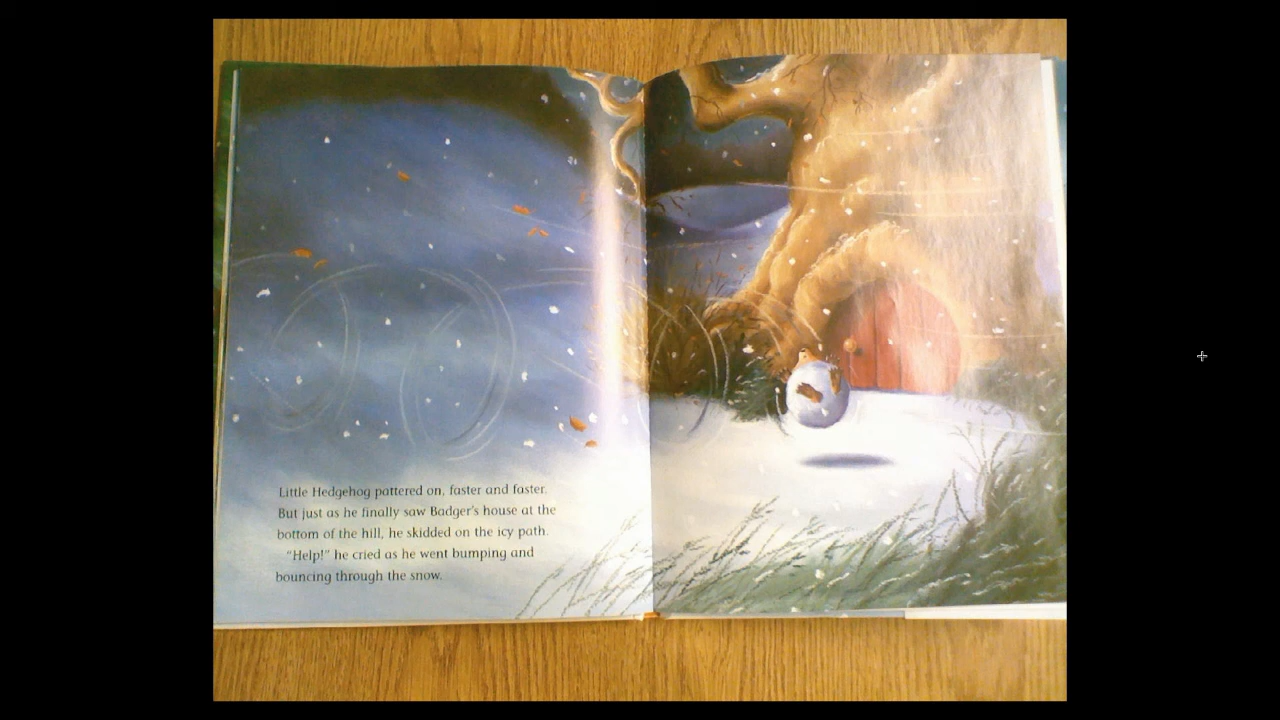 Little Hedgehog pattered on, faster and faster.
But just as he finally saw Badger's house at the
bottom of the hill, he skidded on the icy path.
"Help!" he cried as he went bumping and
bouncing through the snow.